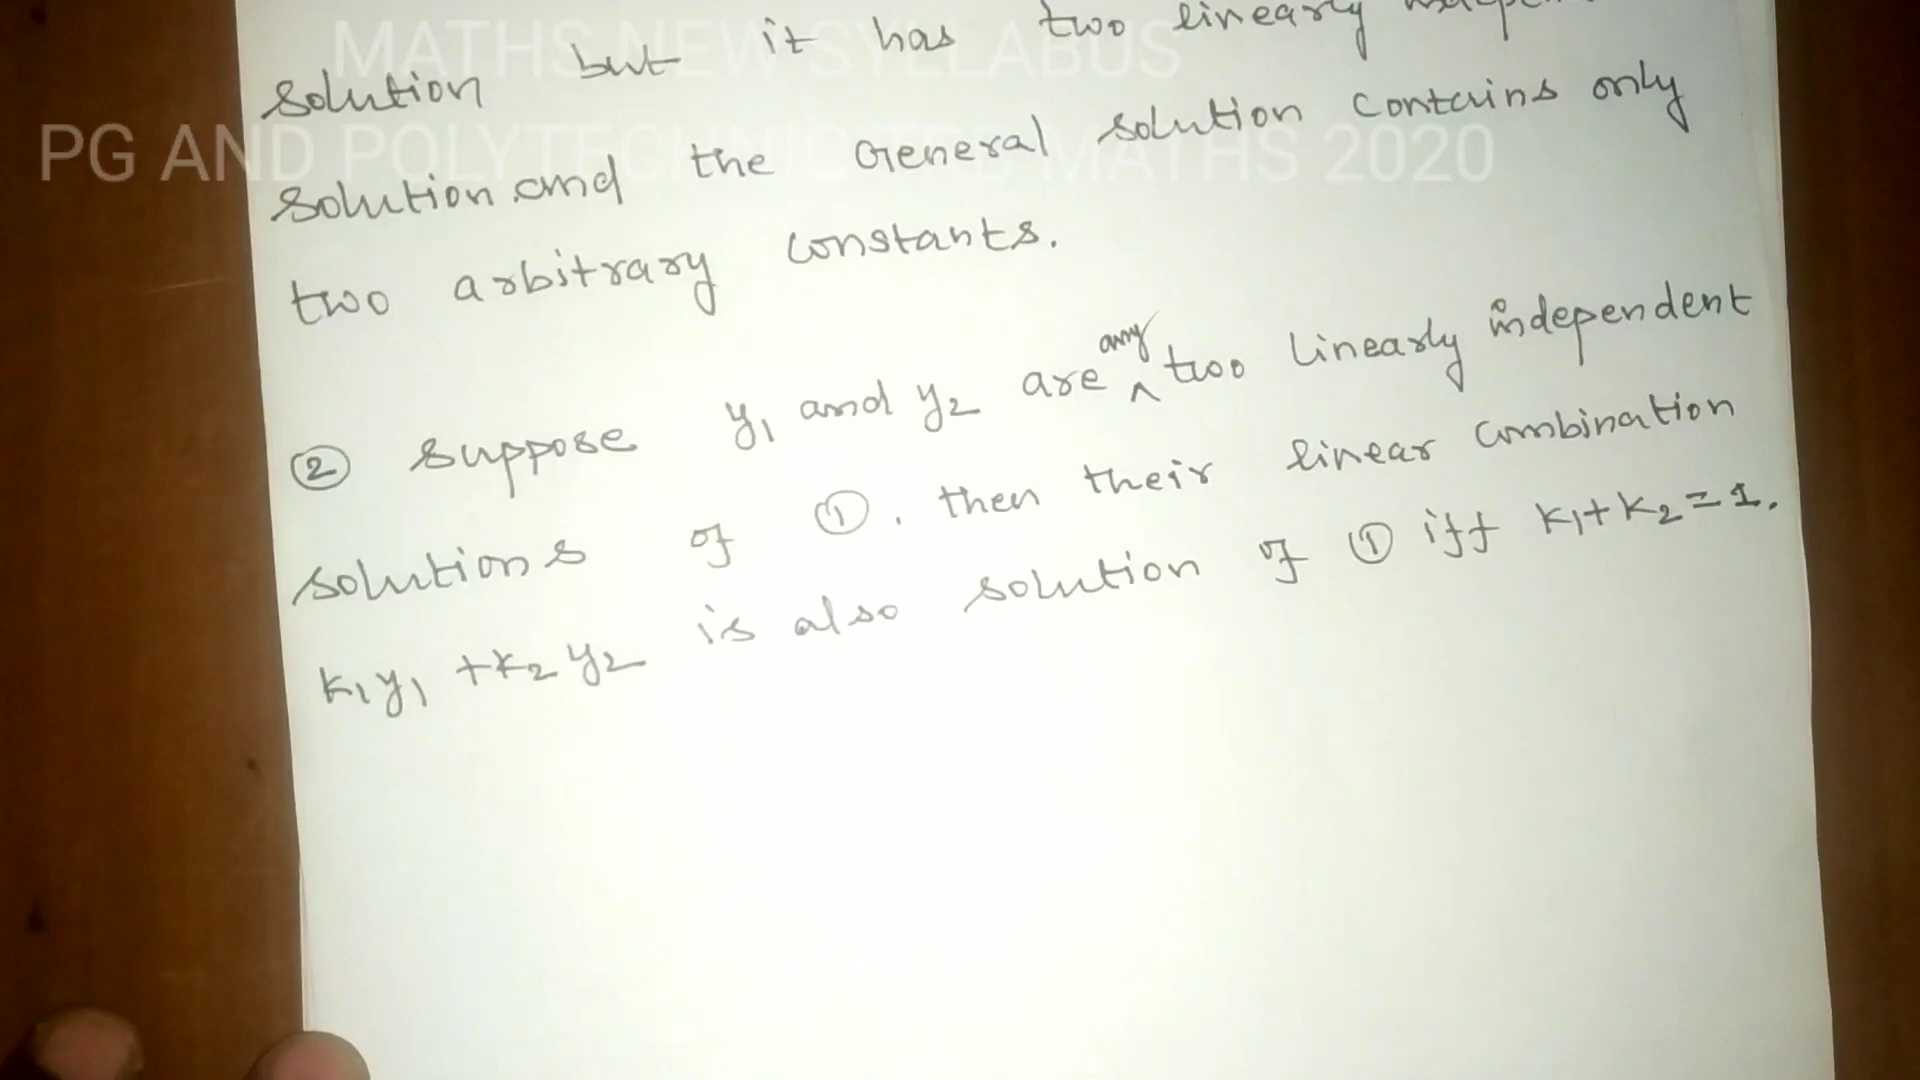 MATHS NEW SYLLABUS
PG AND POLYTECHNIC TRB MATHS 2020
solution but it has two linearly
solution and the General solution contains only
two arbitrary constants.
② suppose y₁ and y₂ are any two linearly independent
solutions of ①, then their linear combination
k₁y₁ + k₂y₂ is also solution of ① iff k₁+k₂=1.